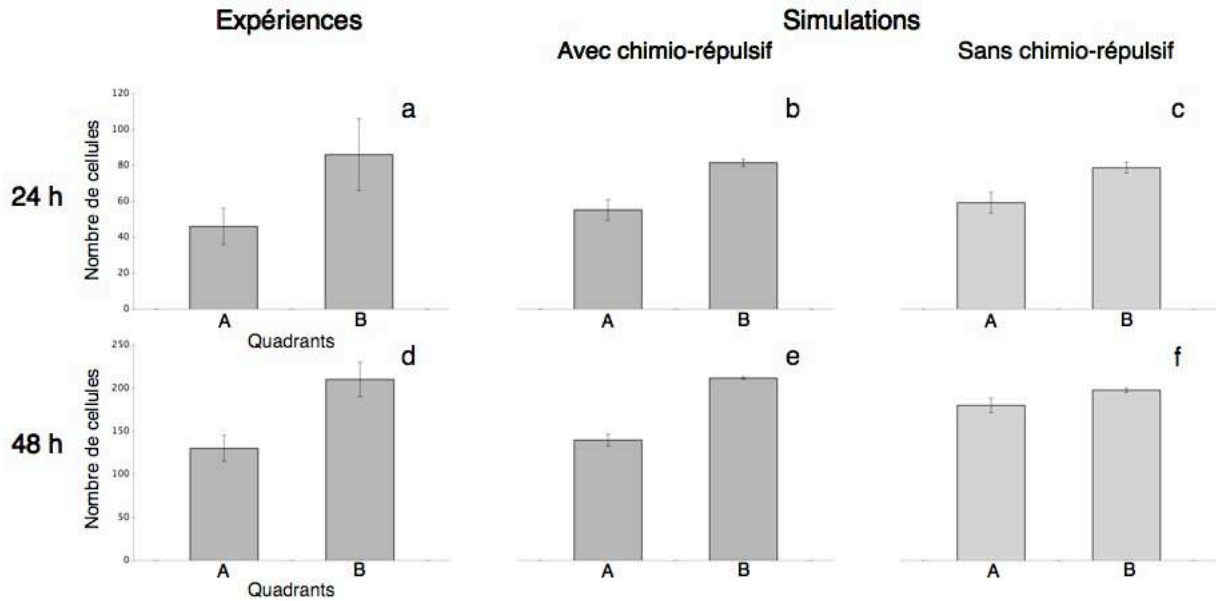 Expériences
Simulations
Avec chimio-répulsif
Sans chimio-répulsif
24 h
Nombre de cellules
120
100
80
60
40
20
0
a
A
B
Quadrants
b
A
B
c
A
B
48 h
Nombre de cellules
250
200
150
100
50
0
d
A
B
Quadrants
e
A
B
f
A
B